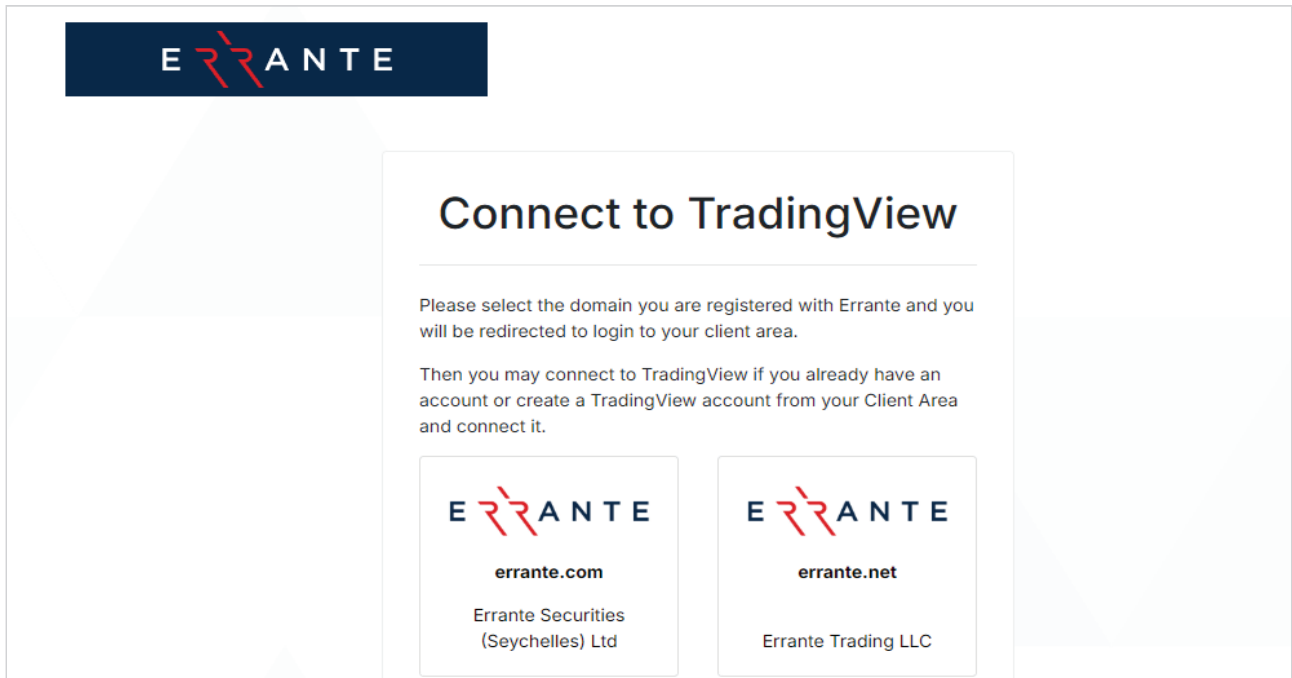 ERRANTE
Connect to TradingView
Please select the domain you are registered with Errante and you
will be redirected to login to your client area.
Then you may connect to TradingView if you already have an
account or create a TradingView account from your Client Area
and connect it.
ERRANTE
errante.com
Errante Securities
(Seychelles) Ltd
ERRANTE
errante.net
Errante Trading LLC